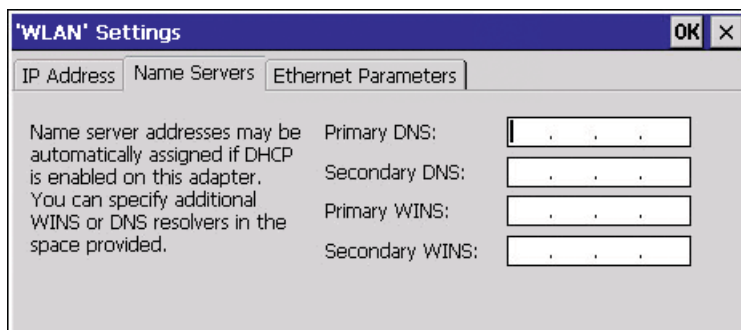 'WLAN' Settings OK ×
IP Address Name Servers Ethernet Parameters
Name server addresses may be
automatically assigned if DHCP
is enabled on this adapter.
You can specify additional
WINS or DNS resolvers in the
space provided.
Primary DNS: . . .
Secondary DNS: . . .
Primary WINS: . . .
Secondary WINS: . . .